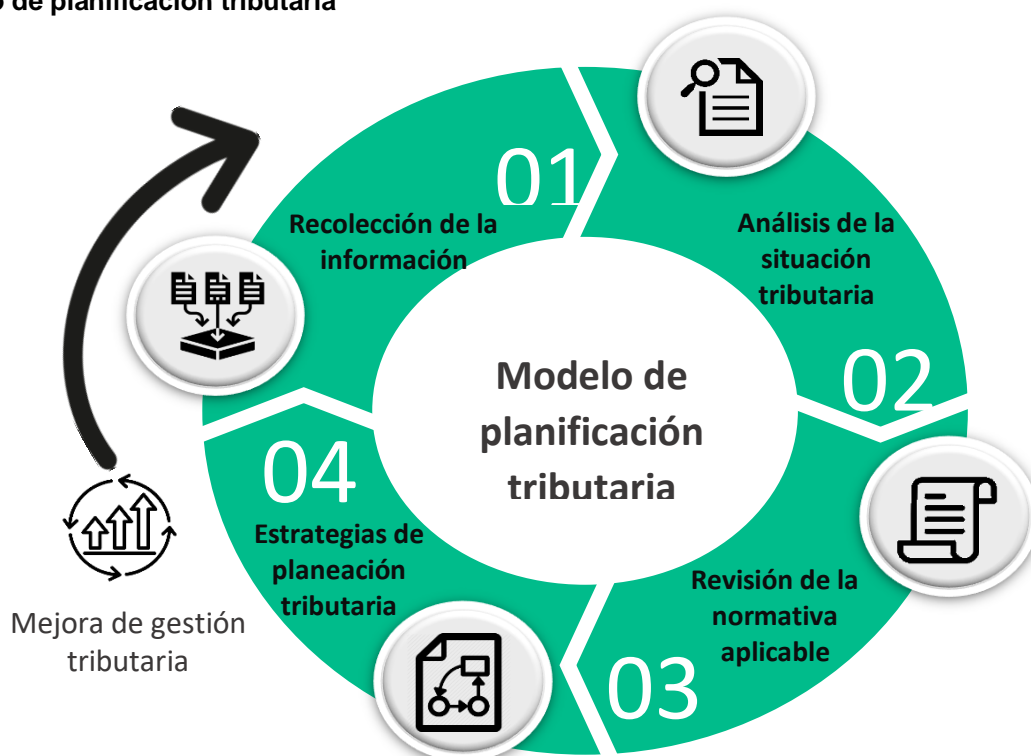 de planificación tributaria
01
Recolección de la
información
Análisis de la
situación
tributaria
02
Modelo de
planificación
tributaria
04
Estrategias de
planeación
tributaria
Revisión de la
normativa
aplicable
03
Mejora de gestión
tributaria